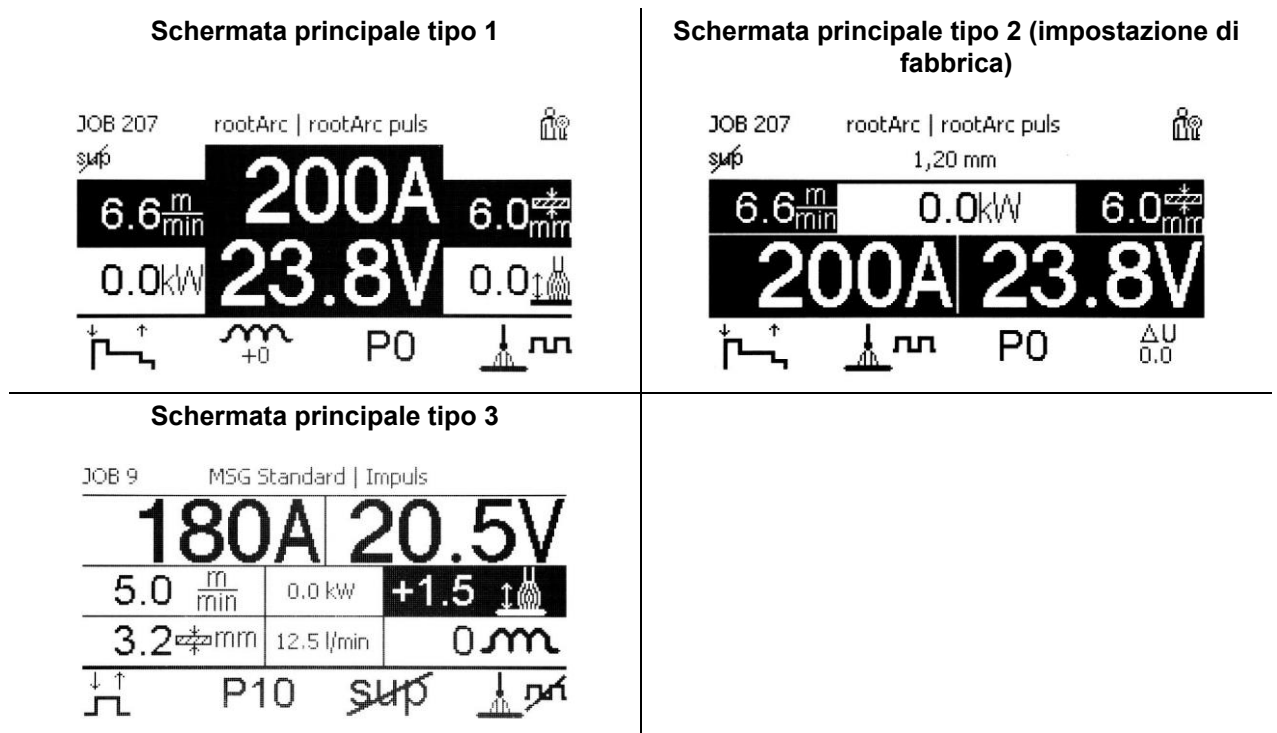 Schermata principale tipo 1
JOB 207 rootArc | rootArc puls
sup
200A
6.6 m/min
6.0 mm
0.0kW
23.8V
0.0
+0
P0
Schermata principale tipo 2 (impostazione di
fabbrica)
JOB 207 rootArc | rootArc puls
sup 1,20 mm
6.6 m/min 0.0kW 6.0 mm
200A 23.8V
P0 ΔU
0.0
Schermata principale tipo 3
JOB 9 MSG Standard | Impuls
180A 20.5V
5.0 m/min 0.0 kW +1.5
3.2 mm 12.5 l/min 0
P10 sup